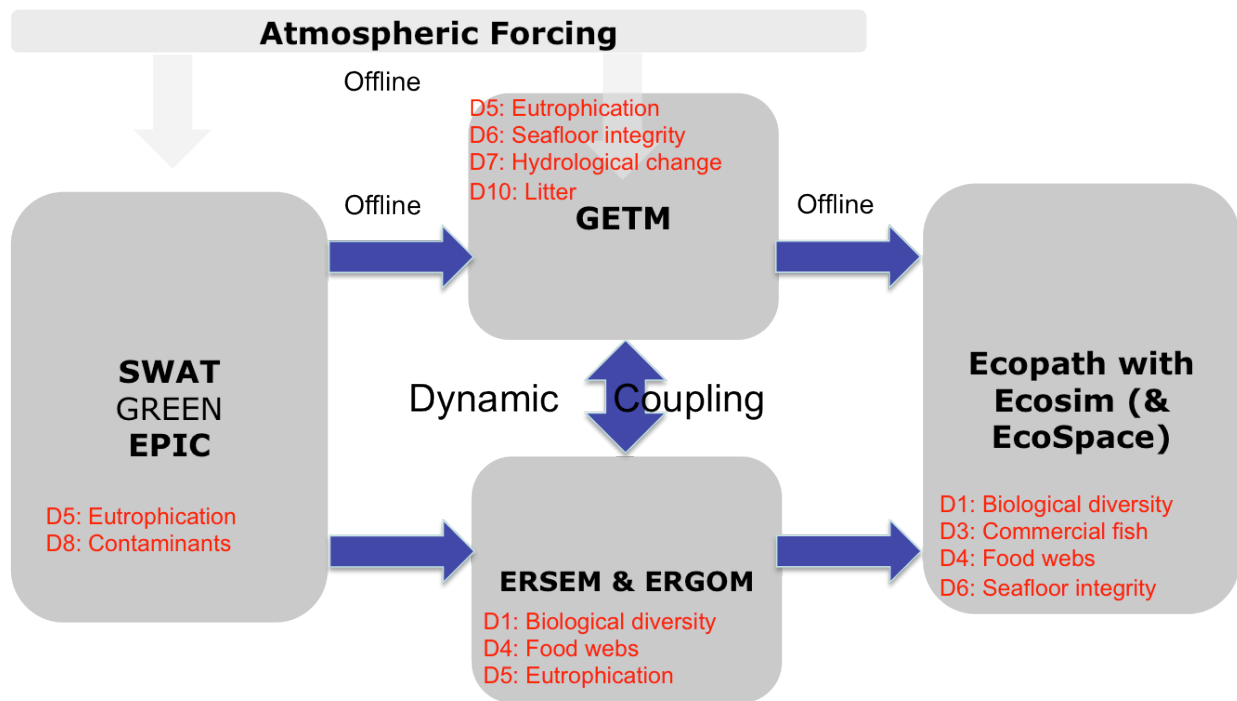 Atmospheric Forcing
Offline
D5: Eutrophication
D6: Seafloor integrity
D7: Hydrological change
D10: Litter
GETM
Offline
Offline
SWAT
GREEN
EPIC
D5: Eutrophication
D8: Contaminants
Dynamic Coupling
ERSEM & ERGOM
D1: Biological diversity
D4: Food webs
D5: Eutrophication
Ecopath with
Ecosim (&
EcoSpace)
D1: Biological diversity
D3: Commercial fish
D4: Food webs
D6: Seafloor integrity